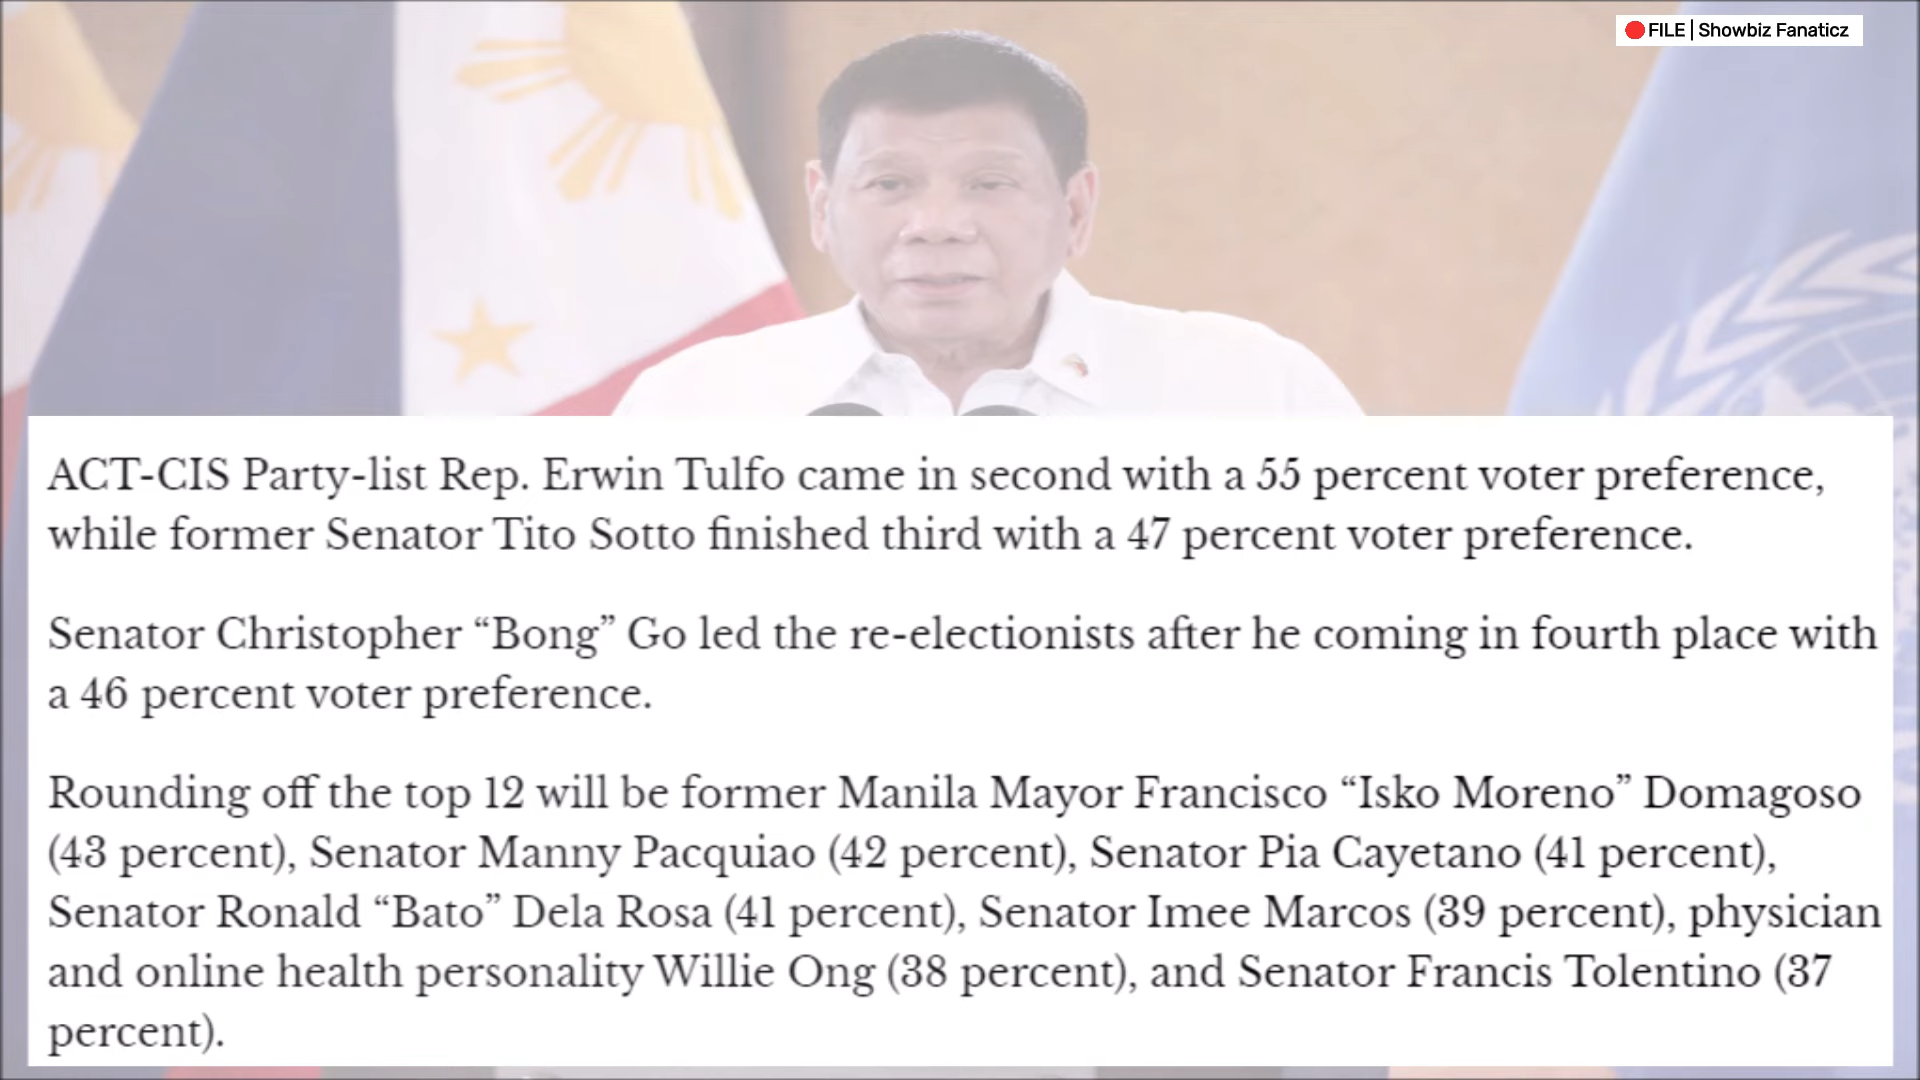 FILE | Showbiz Fanaticz
ACT-CIS Party-list Rep. Erwin Tulfo came in second with a 55 percent voter preference,
while former Senator Tito Sotto finished third with a 47 percent voter preference.
Senator Christopher “Bong” Go led the re-electionists after he coming in fourth place with
a 46 percent voter preference.
Rounding off the top 12 will be former Manila Mayor Francisco “Isko Moreno” Domagoso
(43 percent), Senator Manny Pacquiao (42 percent), Senator Pia Cayetano (41 percent),
Senator Ronald “Bato” Dela Rosa (41 percent), Senator Imee Marcos (39 percent), physician
and online health personality Willie Ong (38 percent), and Senator Francis Tolentino (37
percent).